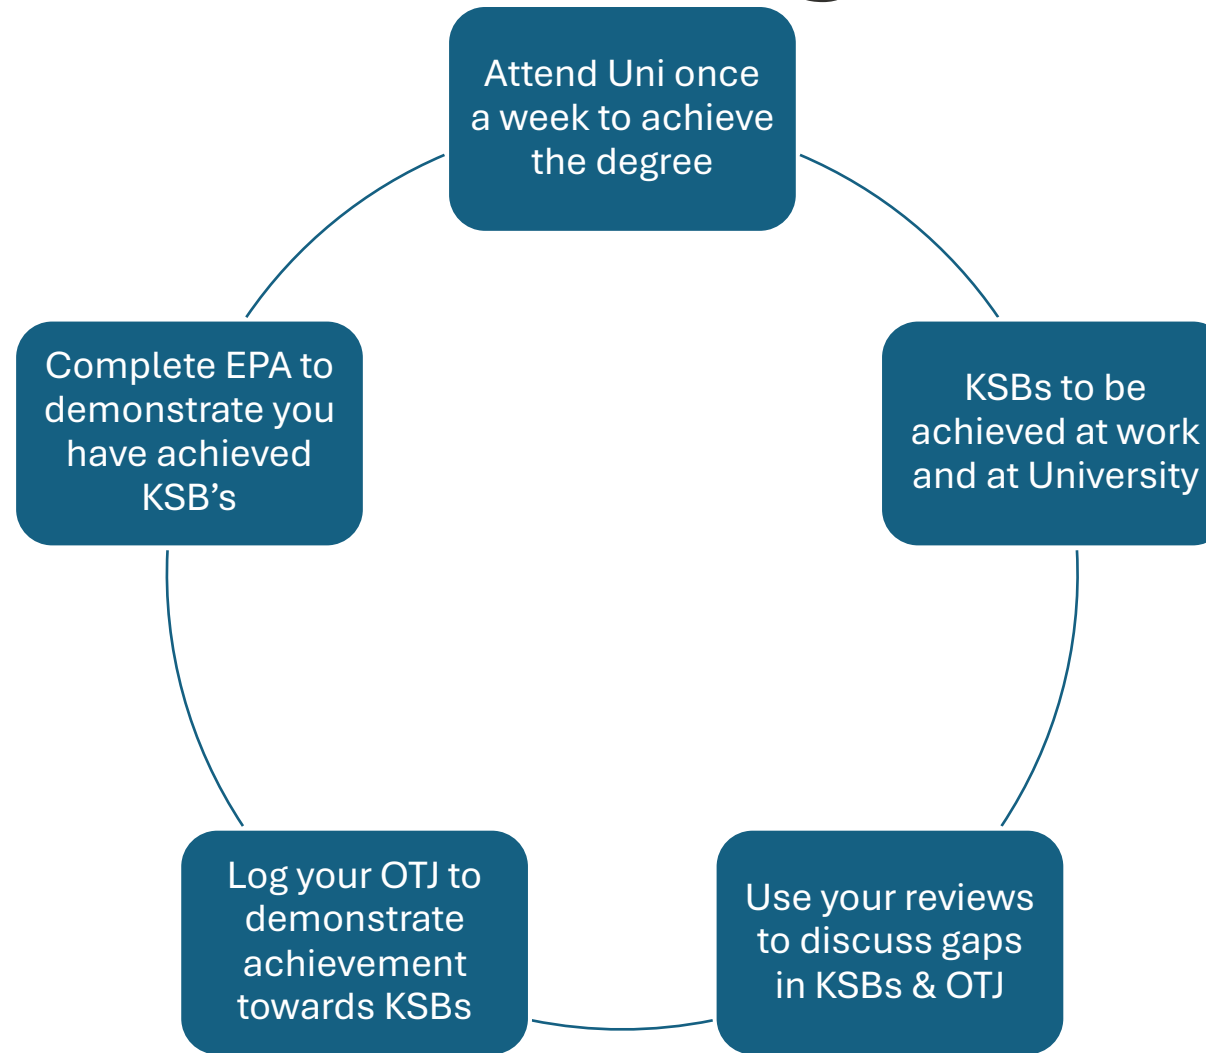 Attend Uni once
a week to achieve
the degree
KSBs to be
achieved at work
and at University
Use your reviews
to discuss gaps
in KSBs & OTJ
Log your OTJ to
demonstrate
achievement
towards KSBs
Complete EPA to
demonstrate you
have achieved
KSB’s